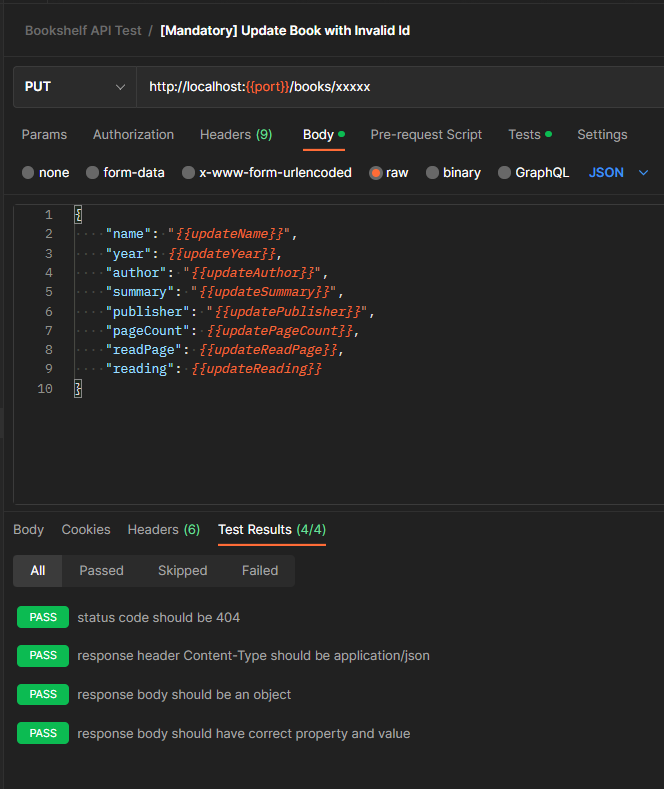 Bookshelf API Test / [Mandatory] Update Book with Invalid Id
PUT http://localhost:{{port}}/books/xxxxx
Params Authorization Headers (9) Body Pre-request Script Tests Settings
none form-data x-www-form-urlencoded raw binary GraphQL JSON
1 {
2 "name": "{{updateName}}",
3 "year": {{updateYear}},
4 "author": "{{updateAuthor}}",
5 "summary": "{{updateSummary}}",
6 "publisher": "{{updatePublisher}}",
7 "pageCount": {{updatePageCount}},
8 "readPage": {{updateReadPage}},
9 "reading": {{updateReading}}
10 }
Body Cookies Headers (6) Test Results (4/4)
All Passed Skipped Failed
PASS status code should be 404
PASS response header Content-Type should be application/json
PASS response body should be an object
PASS response body should have correct property and value